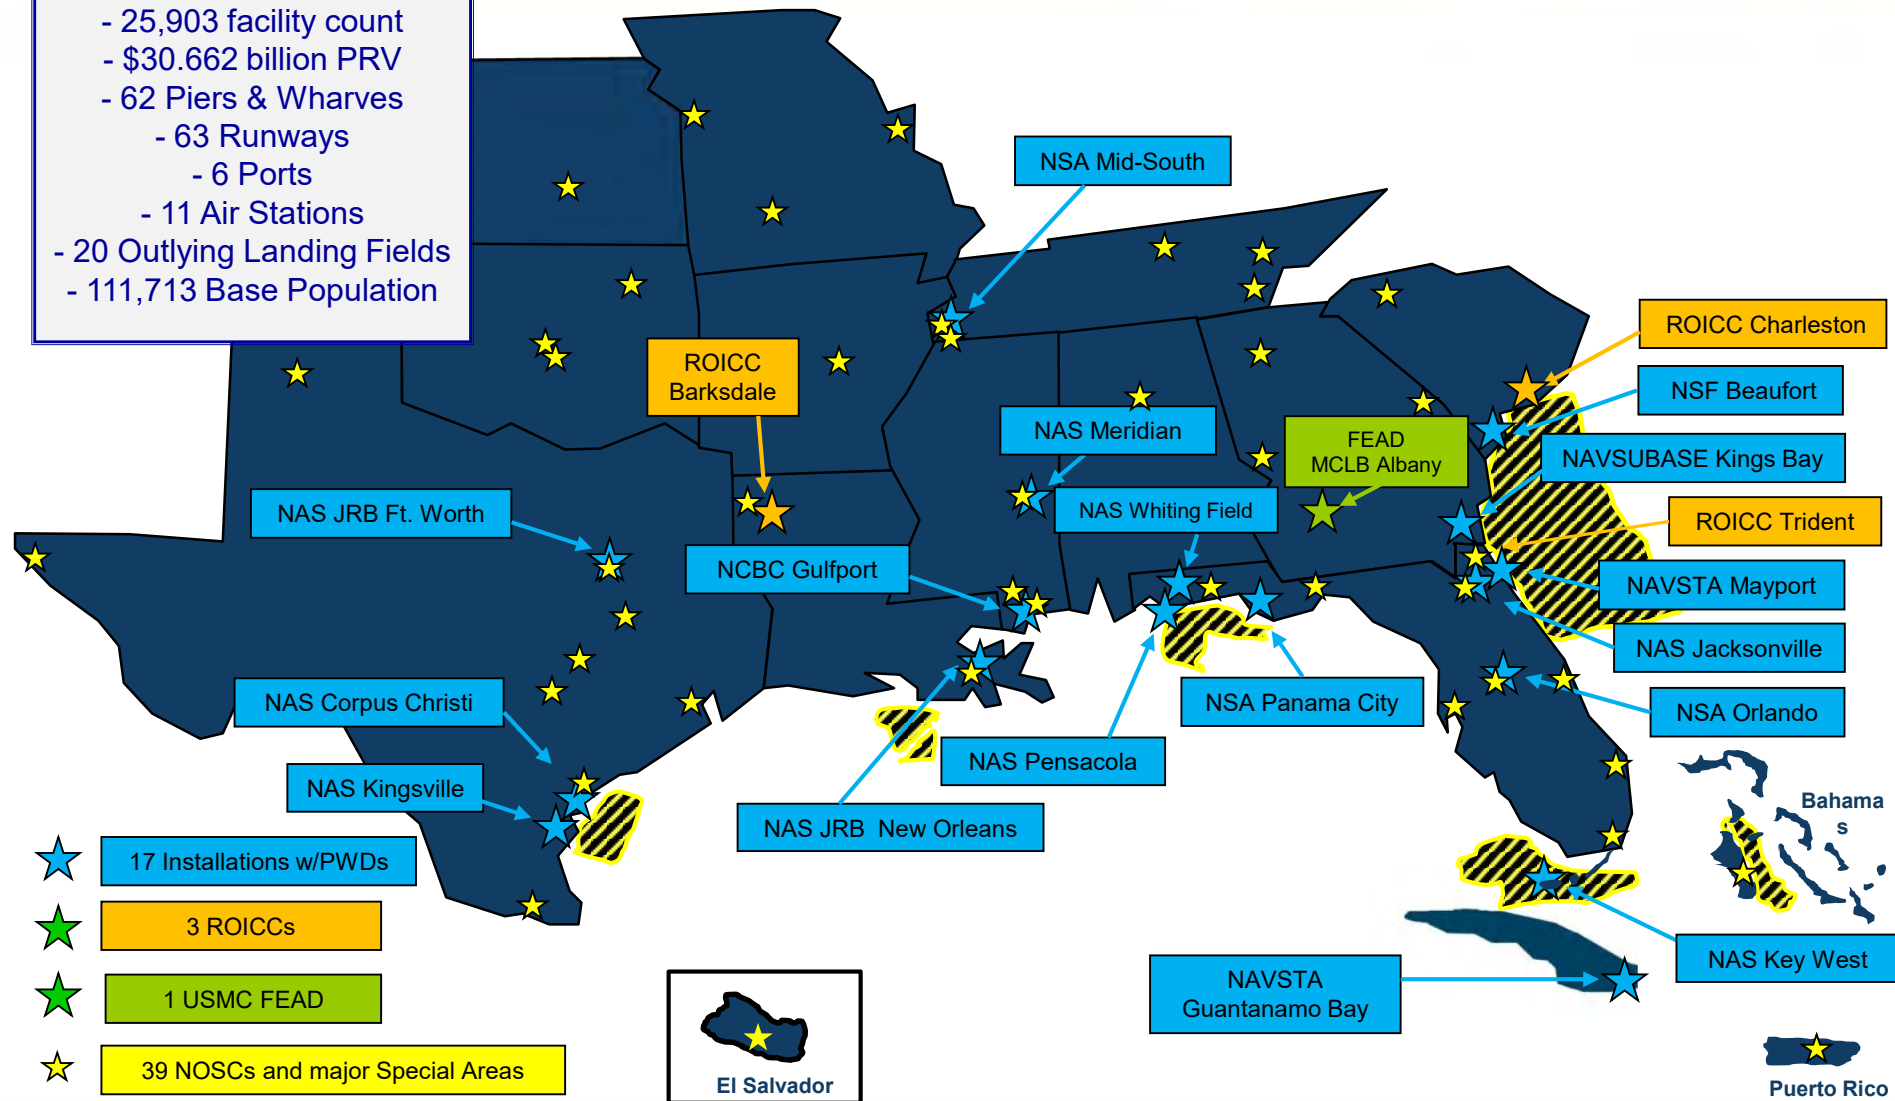 - 25,903 facility count
- $30.662 billion PRV
- 62 Piers & Wharves
- 63 Runways
- 6 Ports
- 11 Air Stations
- 20 Outlying Landing Fields
- 111,713 Base Population
NSA Mid-South
ROICC Charleston
ROICC
Barksdale
NSF Beaufort
NAS Meridian
FEAD
MCLB Albany
NAVSUBASE Kings Bay
NAS JRB Ft. Worth
NAS Whiting Field
ROICC Trident
NCBC Gulfport
NAVSTA Mayport
NAS Jacksonville
NAS Corpus Christi
NSA Panama City
NSA Orlando
NAS Pensacola
NAS Kingsville
NAS JRB  New Orleans
Bahama
s
17 Installations w/PWDs
3 ROICCs
NAS Key West
NAVSTA
Guantanamo Bay
1 USMC FEAD
39 NOSCs and major Special Areas
El Salvador
Puerto Rico